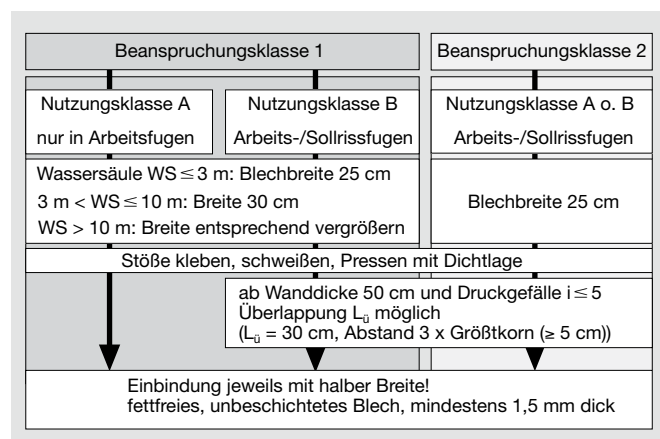 Beanspruchungsklasse 1
Beanspruchungsklasse 2
Nutzungsklasse A
nur in Arbeitsfugen
Nutzungsklasse B
Arbeits-/Sollrissfugen
Nutzungsklasse A o. B
Arbeits-/Sollrissfugen
Wassersäule WS ≤ 3 m: Blechbreite 25 cm
3 m < WS ≤ 10 m: Breite 30 cm
WS > 10 m: Breite entsprechend vergrößern
Blechbreite 25 cm
Stöße kleben, schweißen, Pressen mit Dichtlage
ab Wanddicke 50 cm und Druckgefälle i ≤ 5
Überlappung Lü möglich
(Lü = 30 cm, Abstand 3 x Größtkorn (≥ 5 cm))
Einbindung jeweils mit halber Breite!
fettfreies, unbeschichtetes Blech, mindestens 1,5 mm dick